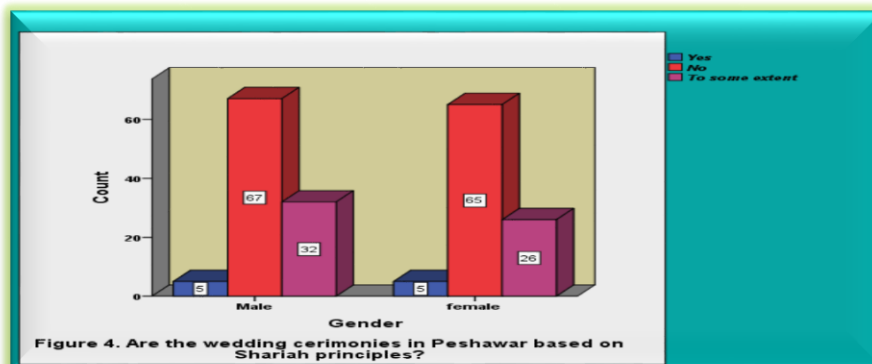 Yes
No
To some extent
Count
60
40
20
0
67
32
5
65
26
5
Male
female
Gender
Figure 4. Are the wedding cerimonies in Peshawar based on
Shariah principles?